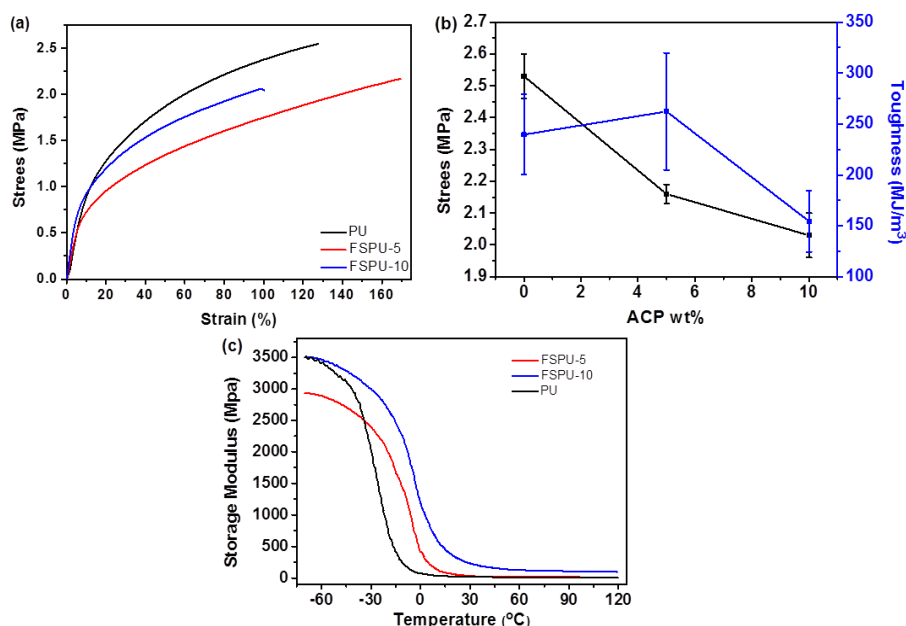 (a)
2.5
2.0
1.5
1.0
0.5
0.0
Strees (MPa)
PU
FSPU-5
FSPU-10
0 20 40 60 80 100 120 140 160
Strain (%)
(b)
2.7
2.6
2.5
2.4
2.3
2.2
2.1
2.0
1.9
Strees (MPa)
350
300
250
200
150
100
Toughness (MJ/m³)
0 2 4 6 8 10
ACP wt%
(c)
3500
3000
2500
2000
1500
1000
500
0
Storage Modulus (Mpa)
FSPU-5
FSPU-10
PU
-60 -30 0 30 60 90 120
Temperature (°C)